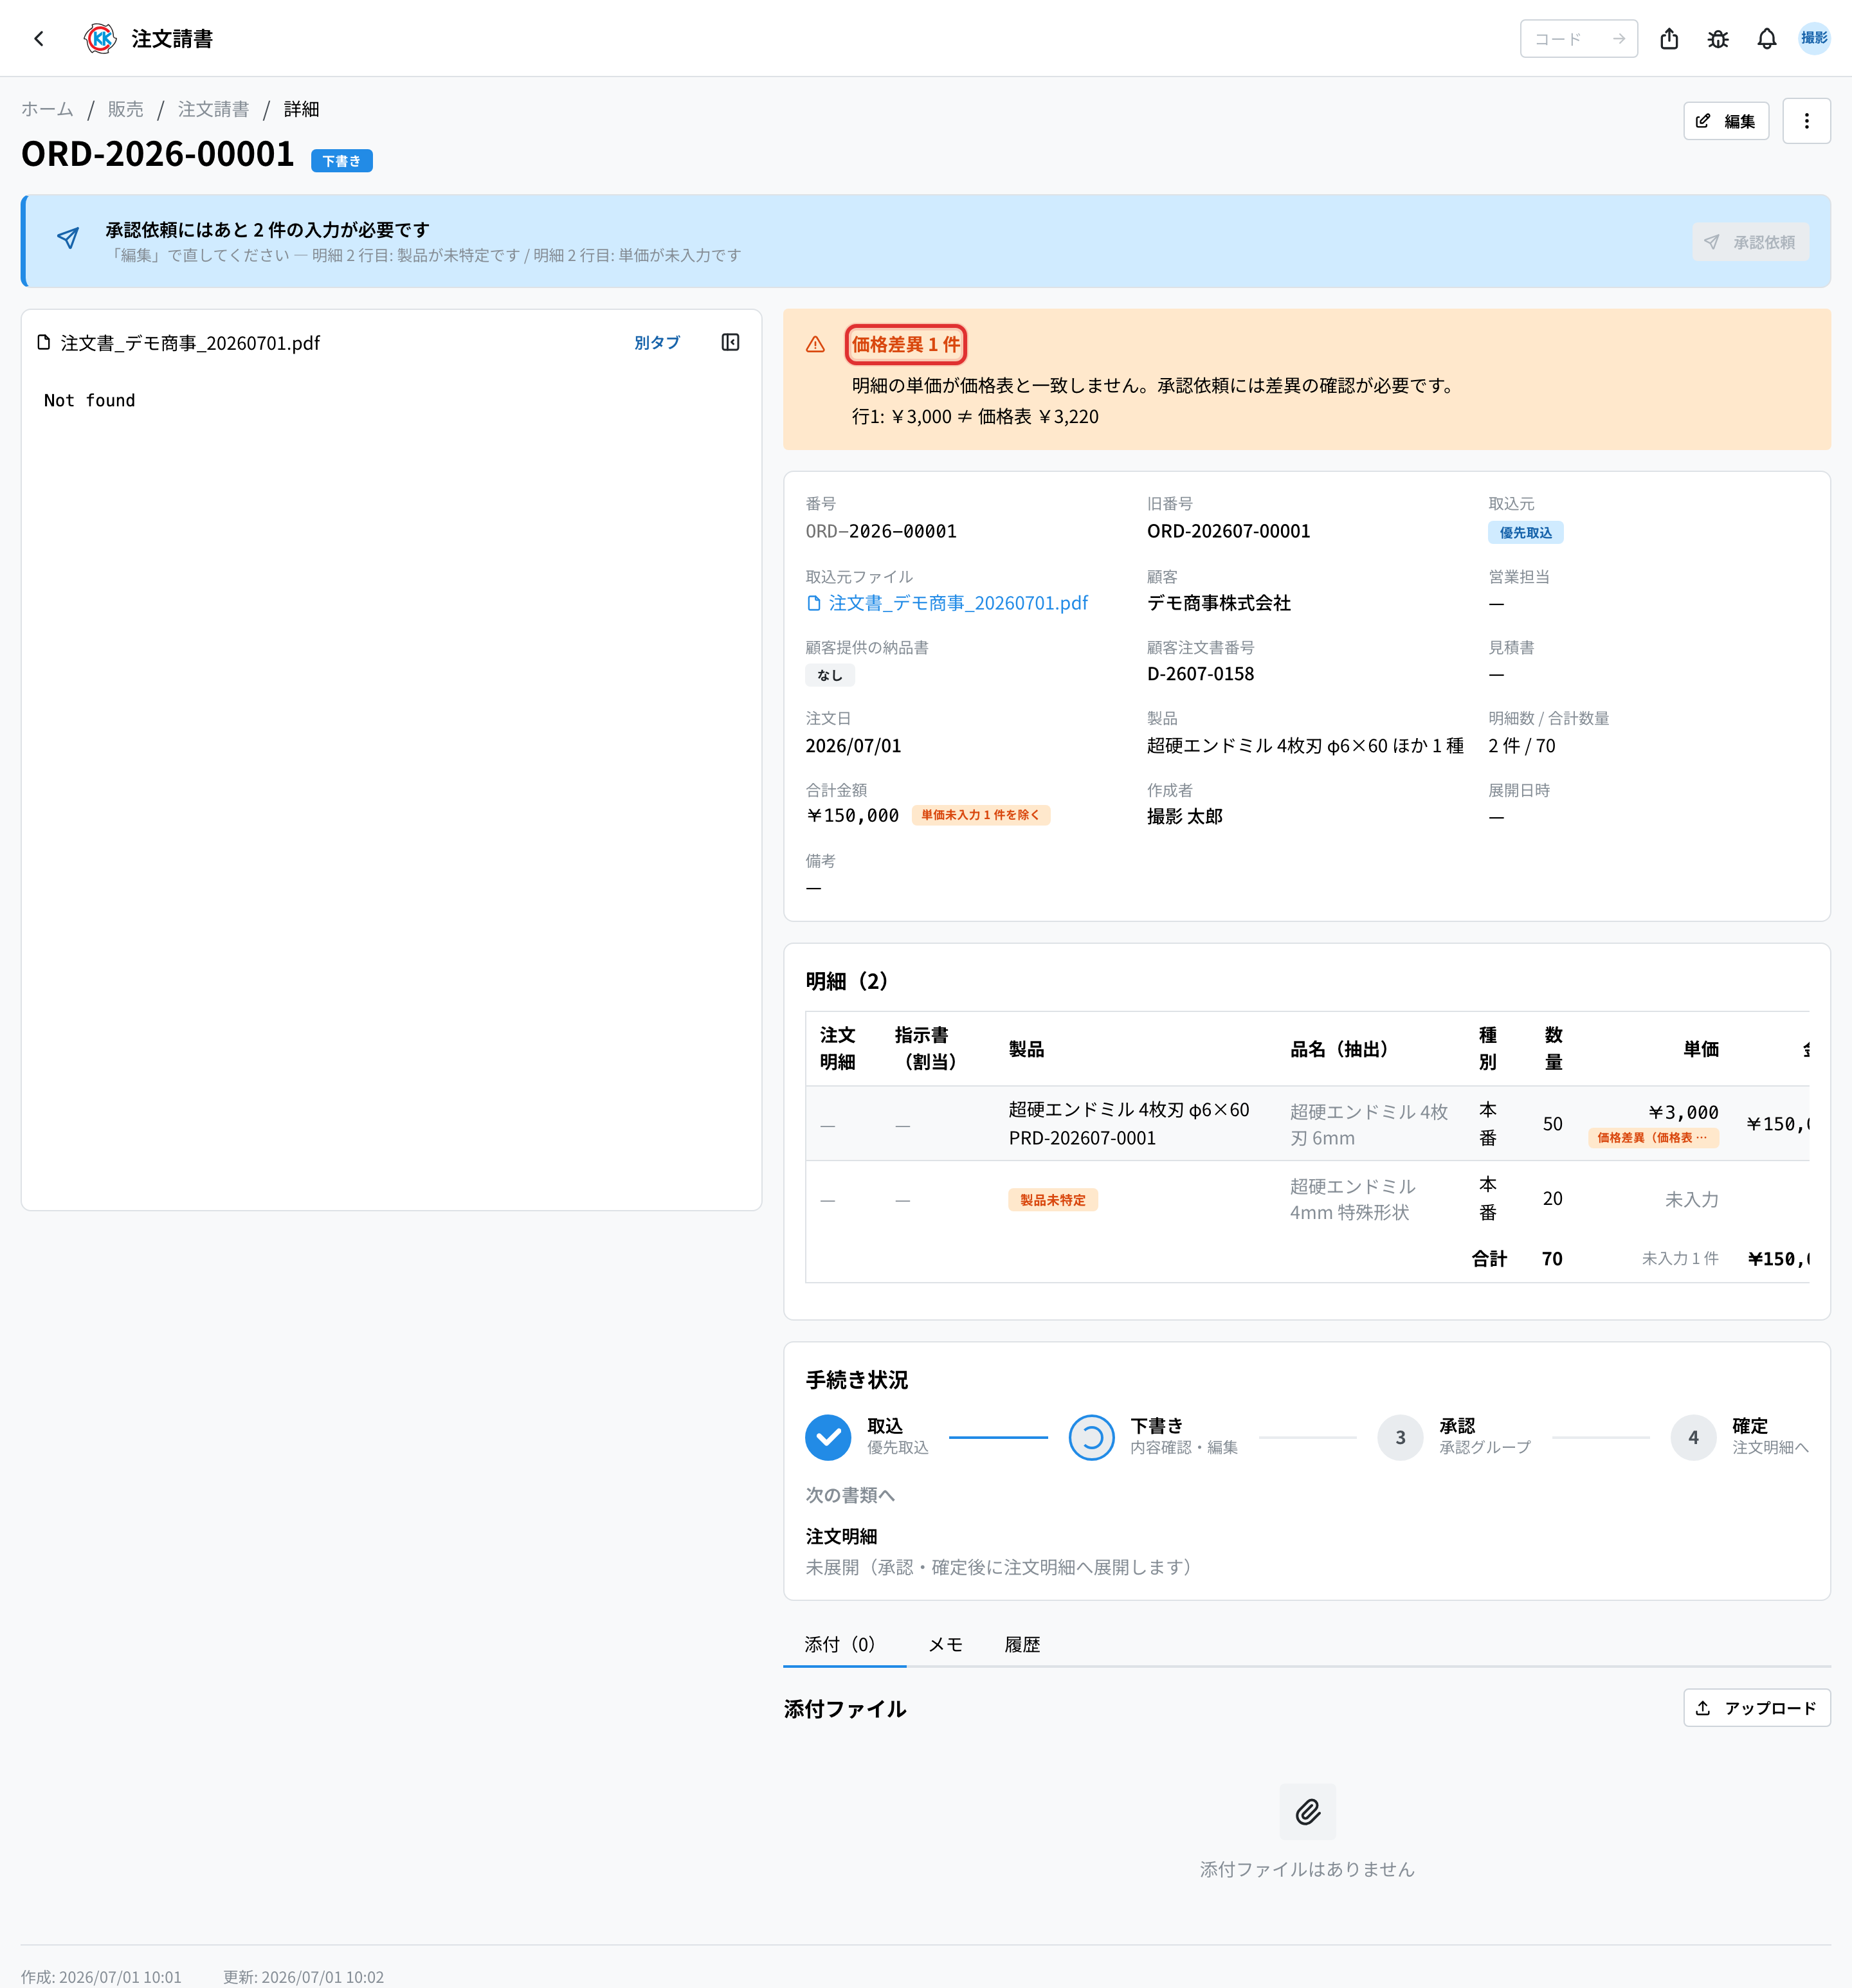 注文請書
コード
撮影
ホーム / 販売 / 注文請書 / 詳細
編集
ORD-2026-00001 下書き
承認依頼にはあと 2 件の入力が必要です
「編集」で直してください — 明細 2 行目: 製品が未特定です / 明細 2 行目: 単価が未入力です
承認依頼
注文書_デモ商事_20260701.pdf 別タブ
Not found
価格差異 1 件
明細の単価が価格表と一致しません。承認依頼には差異の確認が必要です。
行1: ￥3,000 ≠ 価格表 ￥3,220
番号 旧番号 取込元
ORD-2026-00001 ORD-202607-00001 優先取込
取込元ファイル 顧客 営業担当
注文書_デモ商事_20260701.pdf デモ商事株式会社 —
顧客提供の納品書 顧客注文書番号 見積書
なし D-2607-0158 —
注文日 製品 明細数 / 合計数量
2026/07/01 超硬エンドミル 4枚刃 φ6×60 ほか 1 種 2 件 / 70
合計金額 作成者 展開日時
￥150,000 単価未入力 1 件を除く 撮影 太郎 —
備考
—
明細（2）
注文明細 指示書（割当） 製品 品名（抽出） 種別 数量 単価
— — 超硬エンドミル 4枚刃 φ6×60 超硬エンドミル 4枚 本 50 ￥3,000 ￥150,
PRD-202607-0001 刃 6mm 番 価格差異（価格表 …
— — 製品未特定 超硬エンドミル 本 20 未入力
4mm 特殊形状 番
合計 70 未入力 1 件 ￥150,
手続き状況
取込 下書き 3 承認 4 確定
優先取込 内容確認・編集 承認グループ 注文明細へ
次の書類へ
注文明細
未展開（承認・確定後に注文明細へ展開します）
添付（0） メモ 履歴
添付ファイル アップロード
添付ファイルはありません
作成: 2026/07/01 10:01 更新: 2026/07/01 10:02